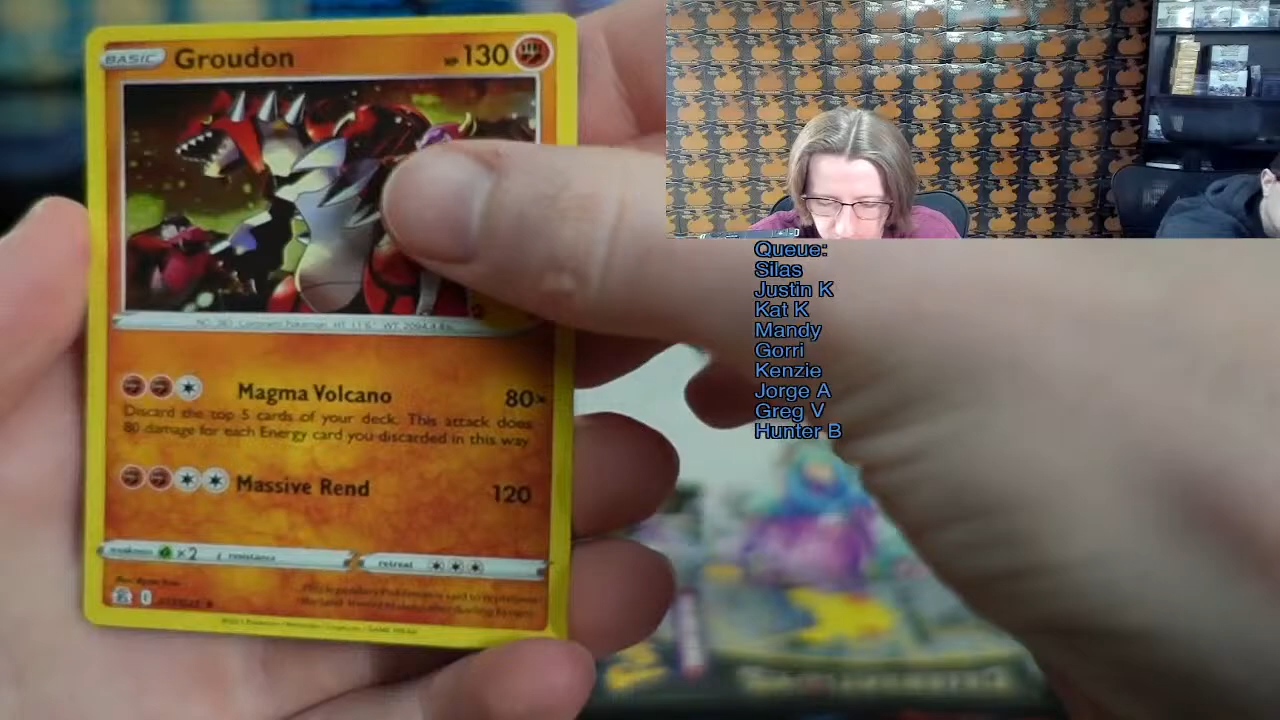 BASIC Groudon HP 130
Magma Volcano 80×
Discard the top 5 cards of your deck. This attack does
80 damage for each Energy card you discarded in this way.
Massive Rend 120
weakness ×2 resistance
retreat
Queue:
Silas
Justin K
Kat K
Mandy
Gorri
Kenzie
Jorge A
Greg V
Hunter B